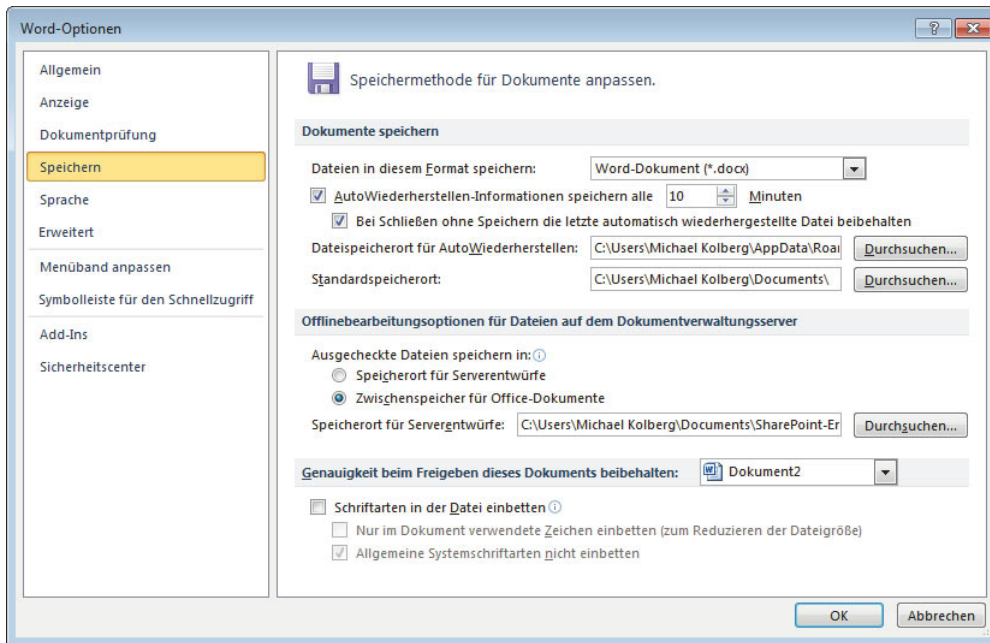 Word-Optionen
Allgemein
Anzeige
Dokumentprüfung
Speichern
Sprache
Erweitert
Menüband anpassen
Symbolleiste für den Schnellzugriff
Add-Ins
Sicherheitscenter
Speichermethode für Dokumente anpassen.
Dokumente speichern
Dateien in diesem Format speichern: Word-Dokument (*.docx)
AutoWiederherstellen-Informationen speichern alle 10 Minuten
Bei Schließen ohne Speichern die letzte automatisch wiederhergestellte Datei beibehalten
Dateispeicherort für AutoWiederherstellen: C:\Users\Michael Kolberg\AppData\Roar Durchsuchen...
Standardspeicherort: C:\Users\Michael Kolberg\Documents\ Durchsuchen...
Offlinebearbeitungsoptionen für Dateien auf dem Dokumentverwaltungsserver
Ausgecheckte Dateien speichern in:
Speicherort für Serverentwürfe
Zwischenspeicher für Office-Dokumente
Speicherort für Serverentwürfe: C:\Users\Michael Kolberg\Documents\SharePoint-Er Durchsuchen...
Genauigkeit beim Freigeben dieses Dokuments beibehalten: Dokument2
Schriftarten in der Datei einbetten
Nur im Dokument verwendete Zeichen einbetten (zum Reduzieren der Dateigröße)
Allgemeine Systemschriftarten nicht einbetten
OK Abbrechen